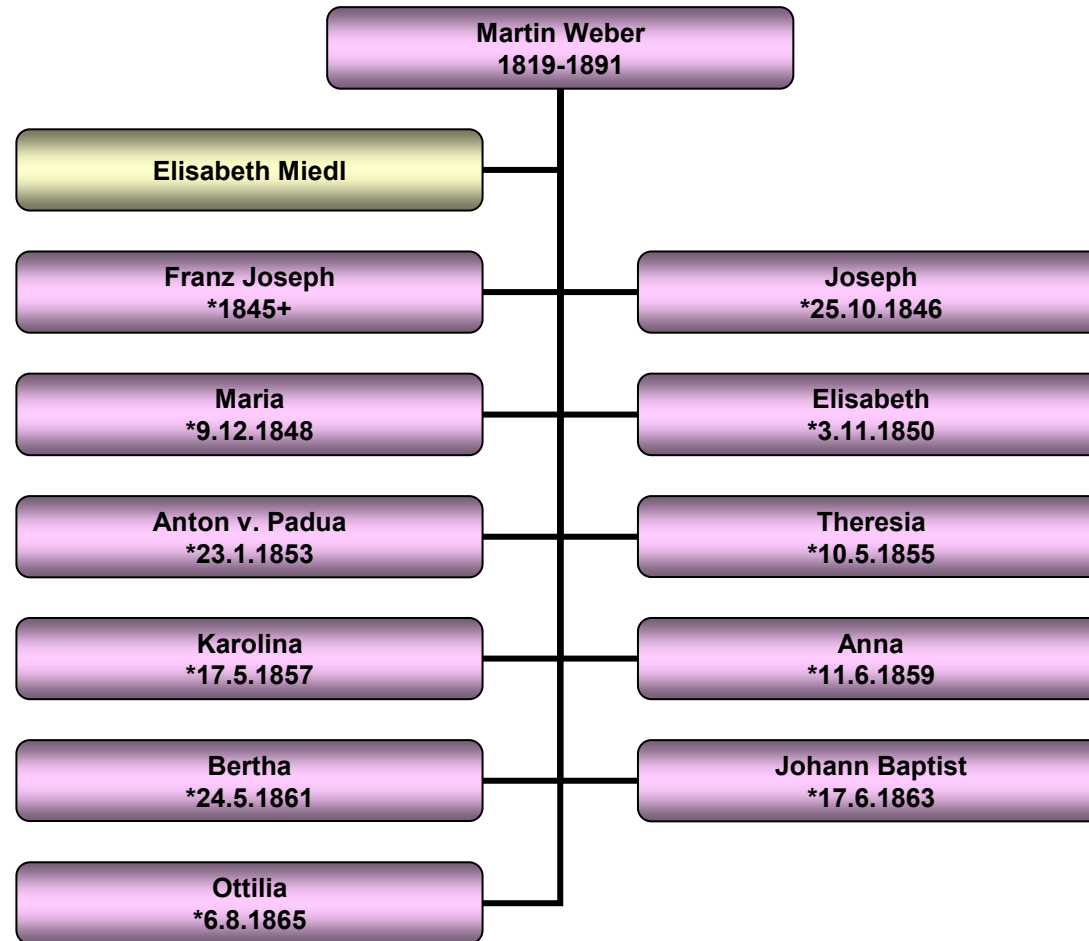 Martin Weber
1819-1891
Elisabeth Miedl
Franz Joseph
*1845+
Joseph
*25.10.1846
Maria
*9.12.1848
Elisabeth
*3.11.1850
Anton v. Padua
*23.1.1853
Theresia
*10.5.1855
Karolina
*17.5.1857
Anna
*11.6.1859
Bertha
*24.5.1861
Johann Baptist
*17.6.1863
Ottilia
*6.8.1865